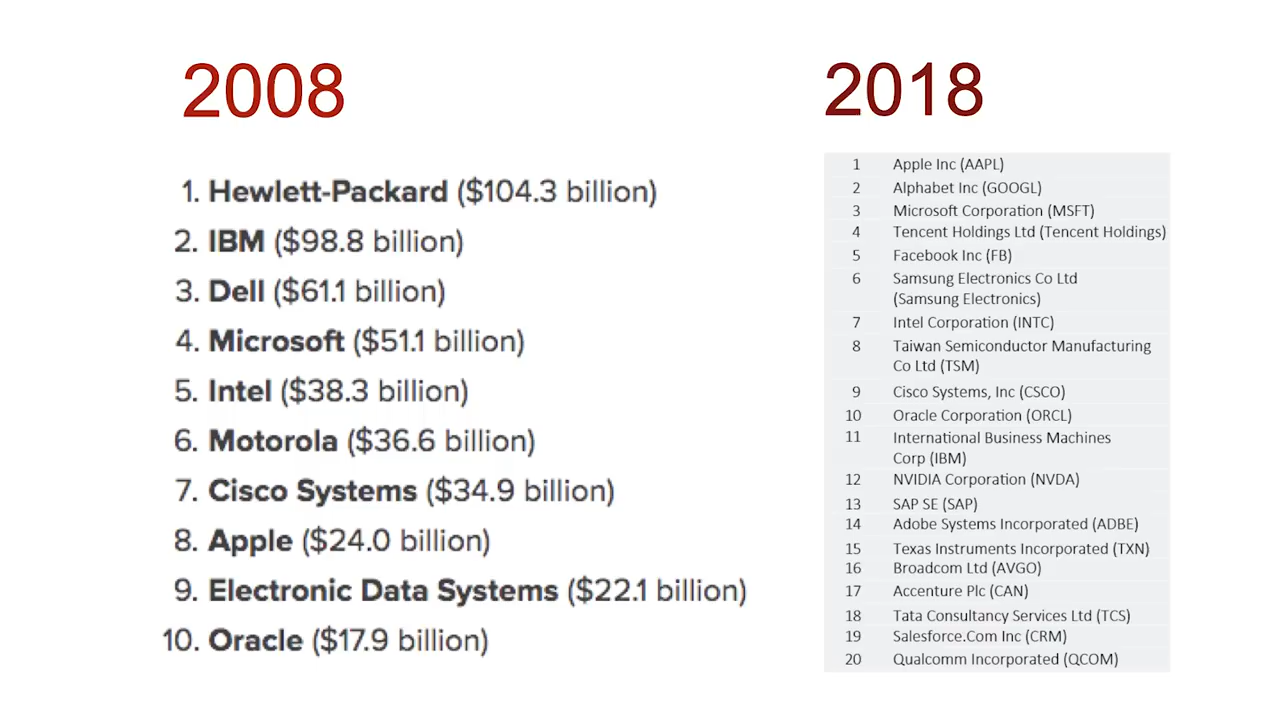 2008
1. Hewlett-Packard ($104.3 billion)
2. IBM ($98.8 billion)
3. Dell ($61.1 billion)
4. Microsoft ($51.1 billion)
5. Intel ($38.3 billion)
6. Motorola ($36.6 billion)
7. Cisco Systems ($34.9 billion)
8. Apple ($24.0 billion)
9. Electronic Data Systems ($22.1 billion)
10. Oracle ($17.9 billion)
2018
1 Apple Inc (AAPL)
2 Alphabet Inc (GOOGL)
3 Microsoft Corporation (MSFT)
4 Tencent Holdings Ltd (Tencent Holdings)
5 Facebook Inc (FB)
6 Samsung Electronics Co Ltd
(Samsung Electronics)
7 Intel Corporation (INTC)
8 Taiwan Semiconductor Manufacturing
Co Ltd (TSM)
9 Cisco Systems, Inc (CSCO)
10 Oracle Corporation (ORCL)
11 International Business Machines
Corp (IBM)
12 NVIDIA Corporation (NVDA)
13 SAP SE (SAP)
14 Adobe Systems Incorporated (ADBE)
15 Texas Instruments Incorporated (TXN)
16 Broadcom Ltd (AVGO)
17 Accenture Plc (CAN)
18 Tata Consultancy Services Ltd (TCS)
19 Salesforce.Com Inc (CRM)
20 Qualcomm Incorporated (QCOM)